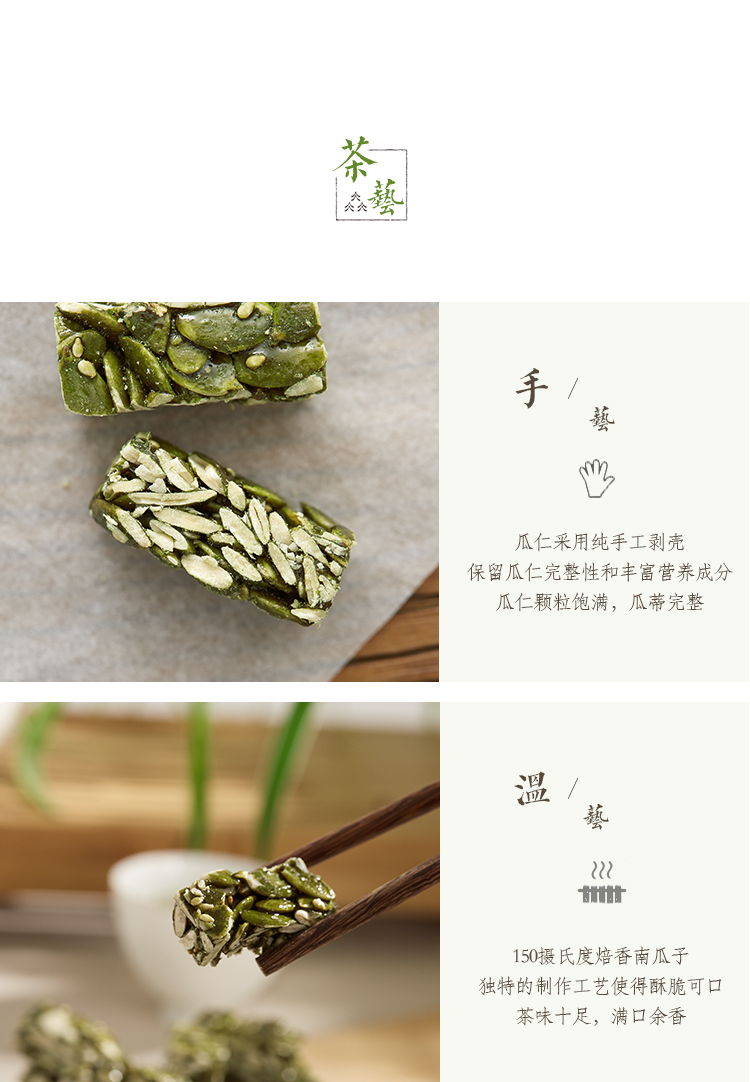 茶
藝
手 /
藝
瓜仁采用纯手工剥壳
保留瓜仁完整性和丰富营养成分
瓜仁颗粒饱满，瓜蒂完整
溫 /
藝
150摄氏度焙香南瓜子
独特的制作工艺使得酥脆可口
茶味十足，满口余香